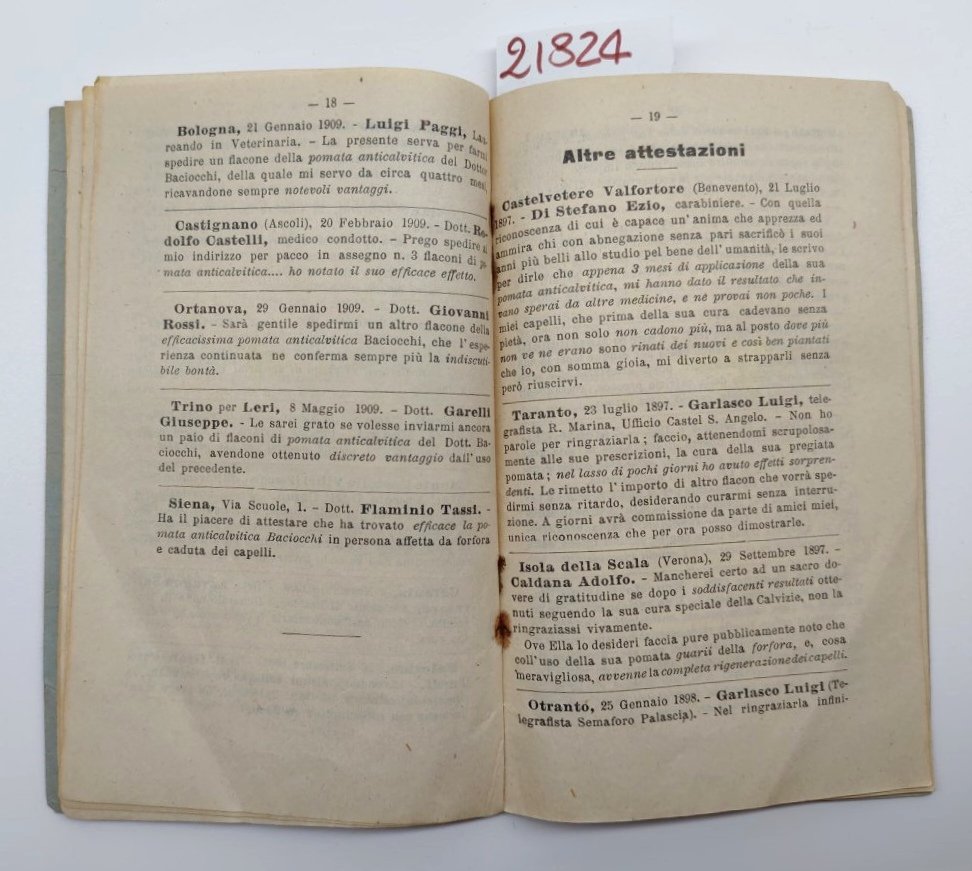 21824
— 18 —
Bologna, 21 Gennaio 1909. - Luigi Paggi, Lau-
reando in Veterinaria. - La presente serva per farmi
spedire un flacone della pomata anticalvitica del Dottor
Baciocchi, della quale mi servo da circa quattro mesi,
ricavandone sempre notevoli vantaggi.
Castignano (Ascoli), 20 Febbraio 1909. - Dott. Ro-
dolfo Castelli, medico condotto. - Prego spedire al
mio indirizzo per pacco in assegno n. 3 flaconi di po-
mata anticalvitica.... ho notato il suo efficace effetto.
Ortanova, 29 Gennaio 1909. - Dott. Giovanni
Rossi. - Sarà gentile spedirmi un altro flacone della
efficacissima pomata anticalvitica Baciocchi, che l'espe-
rienza continuata ne conferma sempre più la indiscuti-
bile bontà.
Trino per Leri, 8 Maggio 1909. - Dott. Garelli
Giuseppe. - Le sarei grato se volesse inviarmi ancora
un paio di flaconi di pomata anticalvitica del Dott. Ba-
ciocchi, avendone ottenuto discreto vantaggio dall'uso
del precedente.
Siena, Via Scuole, 1. - Dott. Flaminio Tassi. -
Ha il piacere di attestare che ha trovato efficace la po-
mata anticalvitica Baciocchi in persona affetta da forfora
e caduta dei capelli.
— 19 —
Altre attestazioni
Castelvetere Valfortore (Benevento), 21 Luglio
1897. - Di Stefano Ezio, carabiniere. - Con quella
riconoscenza di cui è capace un'anima che apprezza ed
ammira chi con abnegazione senza pari sacrificò i suoi
anni più belli allo studio pel bene dell'umanità, le scrivo
per dirle che appena 3 mesi di applicazione della sua
pomata anticalvitica, mi hanno dato il resultato che in-
vano sperai da altre medicine, e ne provai non poche. I
miei capelli, che prima della sua cura cadevano senza
pietà, ora non solo non cadono più, ma al posto dove più
non ve ne erano sono rinati dei nuovi e così ben piantati
che io, con somma gioia, mi diverto a strapparli senza
però riuscirvi.
Taranto, 23 luglio 1897. - Garlasco Luigi, tele-
grafista R. Marina, Ufficio Castel S. Angelo. - Non ho
parole per ringraziarla; faccio, attenendomi scrupolosa-
mente alle sue prescrizioni, la cura della sua pregiata
pomata; nel lasso di pochi giorni ho avuto effetti sorpren-
denti. Le rimetto l'importo di altro flacon che vorrà spe-
dirmi senza ritardo, desiderando curarmi senza interru-
zione. A giorni avrà commissione da parte di amici miei,
unica riconoscenza che per ora posso dimostrarle.
Isola della Scala (Verona), 29 Settembre 1897. -
Caldana Adolfo. - Mancherei certo ad un sacro do-
vere di gratitudine se dopo i soddisfacenti resultati otte-
nuti seguendo la sua cura speciale della Calvizie, non la
ringraziassi vivamente.
Ove Ella lo desideri faccia pure pubblicamente noto che
coll'uso della sua pomata guarii della forfora, e, cosa
meravigliosa, avvenne la completa rigenerazione dei capelli.
Otranto, 25 Gennaio 1898. - Garlasco Luigi (Te-
legrafista Semaforo Palascia). - Nel ringraziarla infini-